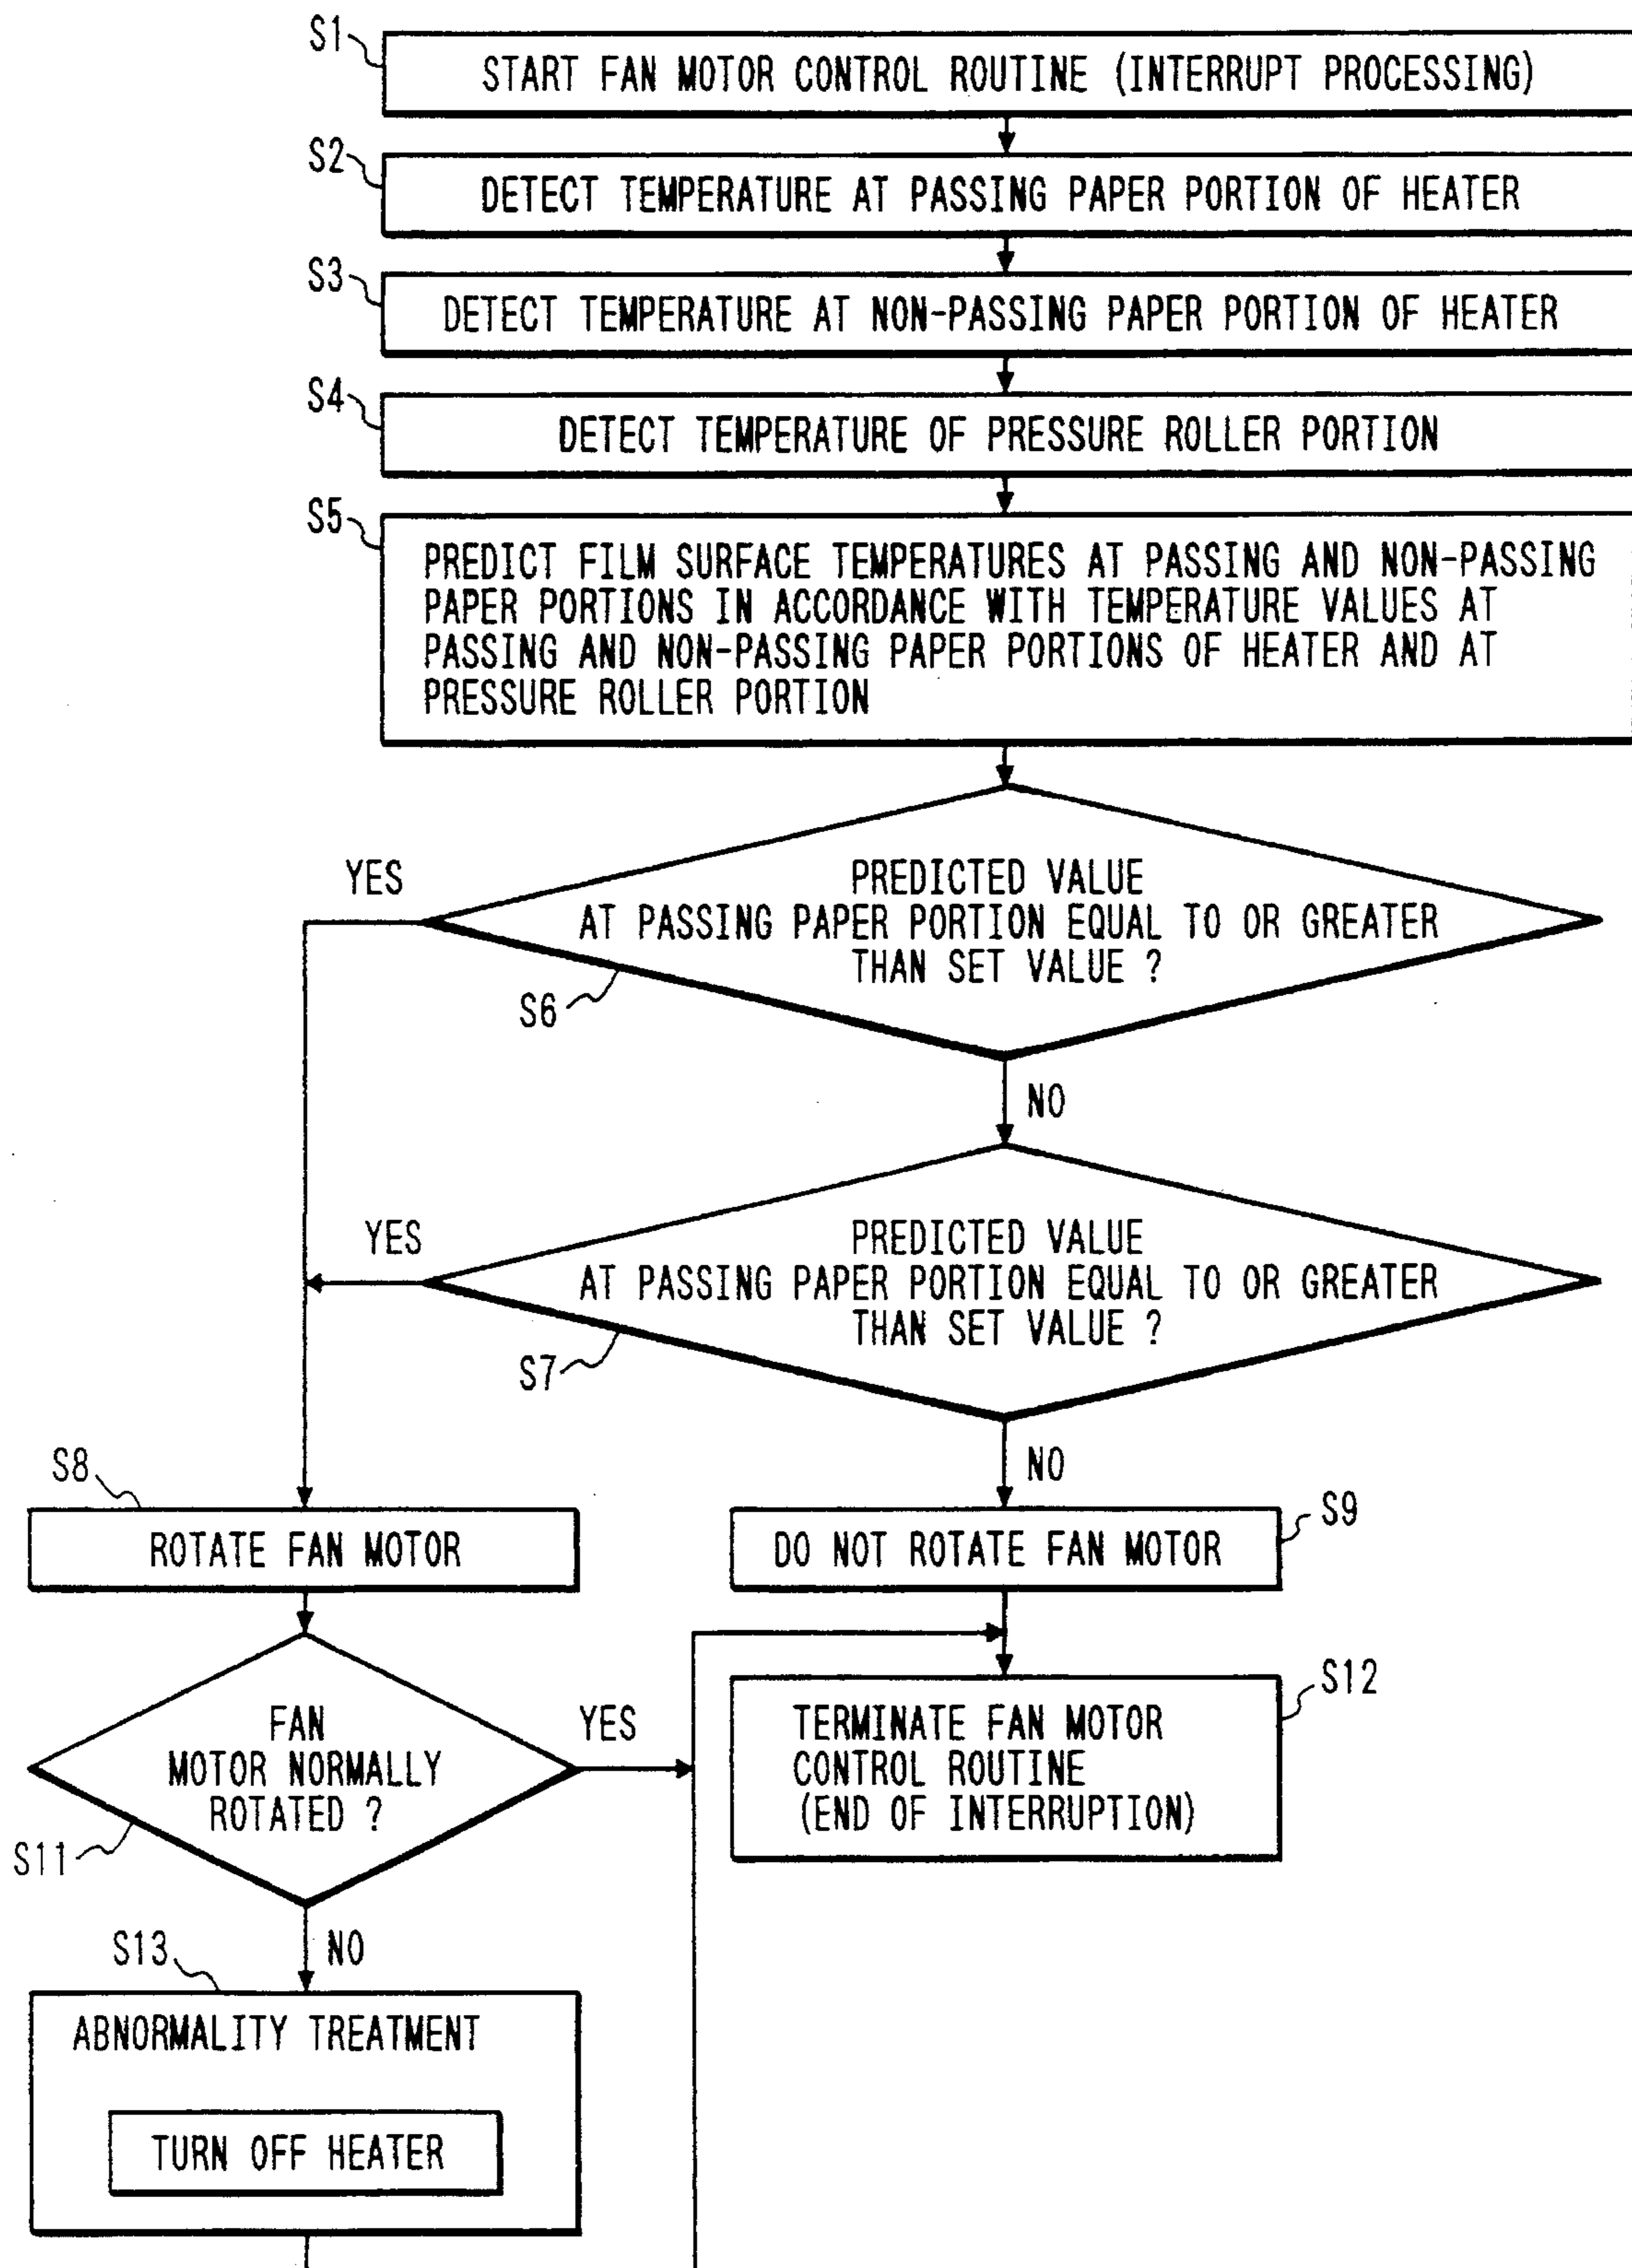 S1
START FAN MOTOR CONTROL ROUTINE (INTERRUPT PROCESSING)
S2
DETECT TEMPERATURE AT PASSING PAPER PORTION OF HEATER
S3
DETECT TEMPERATURE AT NON-PASSING PAPER PORTION OF HEATER
S4
DETECT TEMPERATURE OF PRESSURE ROLLER PORTION
S5
PREDICT FILM SURFACE TEMPERATURES AT PASSING AND NON-PASSING
PAPER PORTIONS IN ACCORDANCE WITH TEMPERATURE VALUES AT
PASSING AND NON-PASSING PAPER PORTIONS OF HEATER AND AT
PRESSURE ROLLER PORTION
YES
PREDICTED VALUE
AT PASSING PAPER PORTION EQUAL TO OR GREATER
THAN SET VALUE ?
S6
NO
YES
PREDICTED VALUE
AT PASSING PAPER PORTION EQUAL TO OR GREATER
THAN SET VALUE ?
S7
NO
S8
ROTATE FAN MOTOR
S9
DO NOT ROTATE FAN MOTOR
FAN
MOTOR NORMALLY
ROTATED ?
YES
S11
S12
TERMINATE FAN MOTOR
CONTROL ROUTINE
(END OF INTERRUPTION)
NO
S13
ABNORMALITY TREATMENT
TURN OFF HEATER